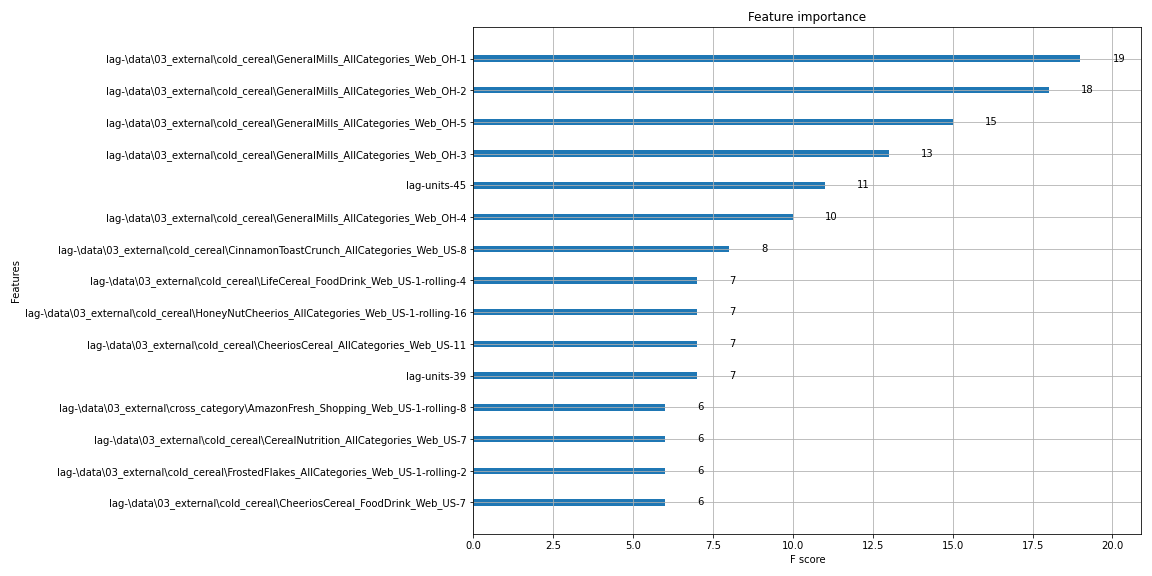 Feature importance
lag-\data\03_external\cold_cereal\GeneralMills_AllCategories_Web_OH-1
19
lag-\data\03_external\cold_cereal\GeneralMills_AllCategories_Web_OH-2
18
lag-\data\03_external\cold_cereal\GeneralMills_AllCategories_Web_OH-5
15
lag-\data\03_external\cold_cereal\GeneralMills_AllCategories_Web_OH-3
13
lag-units-45
11
lag-\data\03_external\cold_cereal\GeneralMills_AllCategories_Web_OH-4
10
lag-\data\03_external\cold_cereal\CinnamonToastCrunch_AllCategories_Web_US-8
8
lag-\data\03_external\cold_cereal\LifeCereal_FoodDrink_Web_US-1-rolling-4
7
lag-\data\03_external\cold_cereal\HoneyNutCheerios_AllCategories_Web_US-1-rolling-16
7
lag-\data\03_external\cold_cereal\CheeriosCereal_AllCategories_Web_US-11
7
lag-units-39
7
lag-\data\03_external\cross_category\AmazonFresh_Shopping_Web_US-1-rolling-8
6
lag-\data\03_external\cold_cereal\CerealNutrition_AllCategories_Web_US-7
6
lag-\data\03_external\cold_cereal\FrostedFlakes_AllCategories_Web_US-1-rolling-2
6
lag-\data\03_external\cold_cereal\CheeriosCereal_FoodDrink_Web_US-7
6
Features
0.0 2.5 5.0 7.5 10.0 12.5 15.0 17.5 20.0
F score